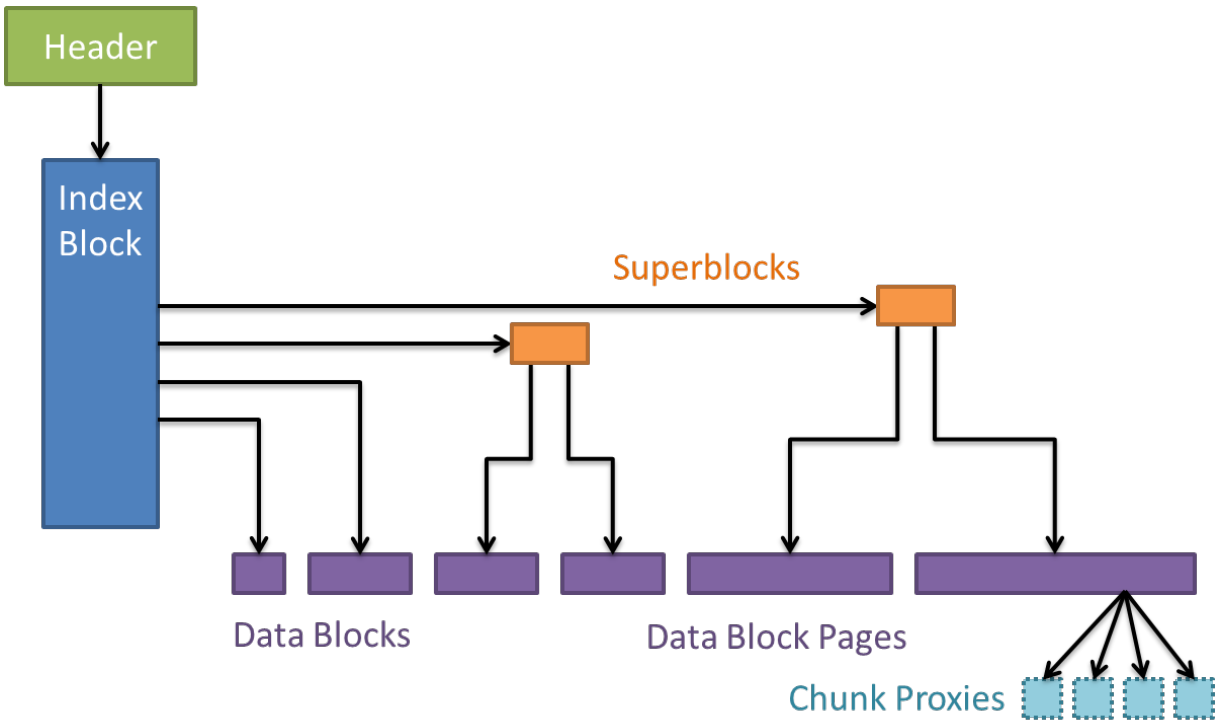 Header
Index
Block
Superblocks
Data Blocks
Data Block Pages
Chunk Proxies